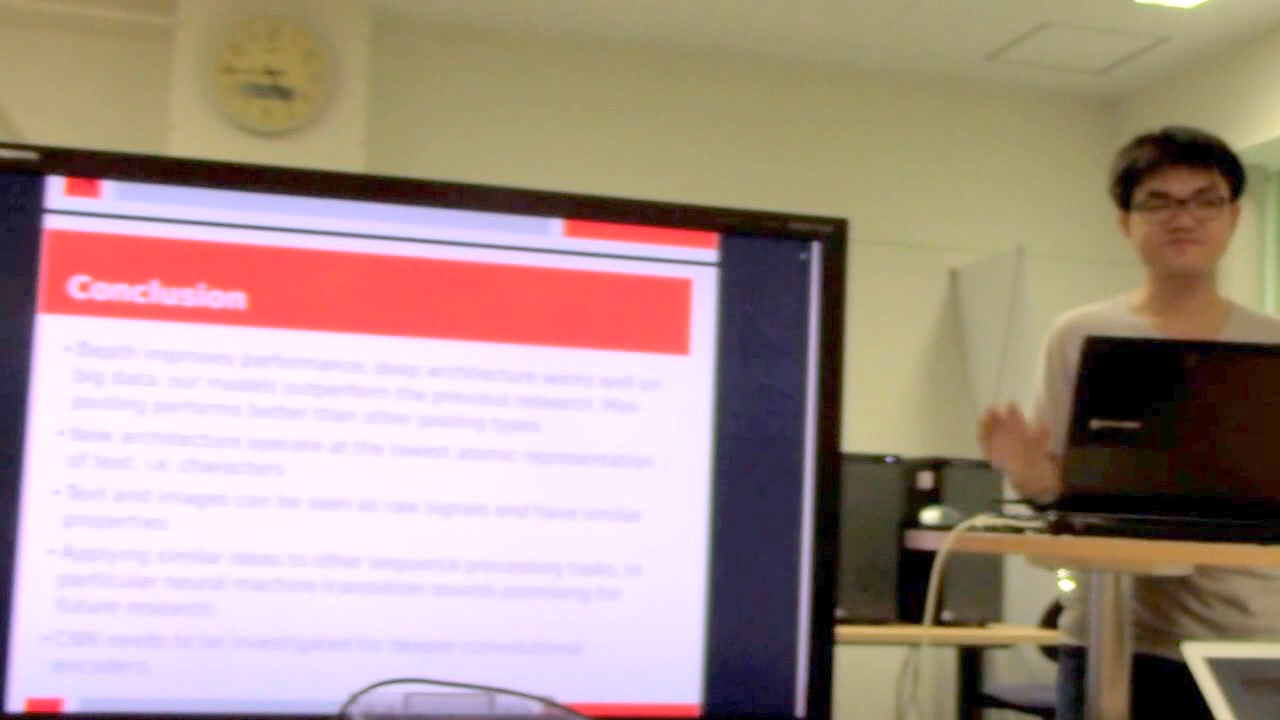 Conclusion
•Depth improves performance, deep architecture works well on
big data, our models outperform the previous research. Max-
pooling performs better than other pooling types
•New architecture operate at the lowest atomic representation
of text, i.e. characters
•Text and images can be seen as raw signals and have similar
properties.
•Applying similar ideas to other sequence processing tasks, in
particular neural machine translation sounds promising for
future research.
•CNN needs to be investigated for deeper convolutional
encoders.